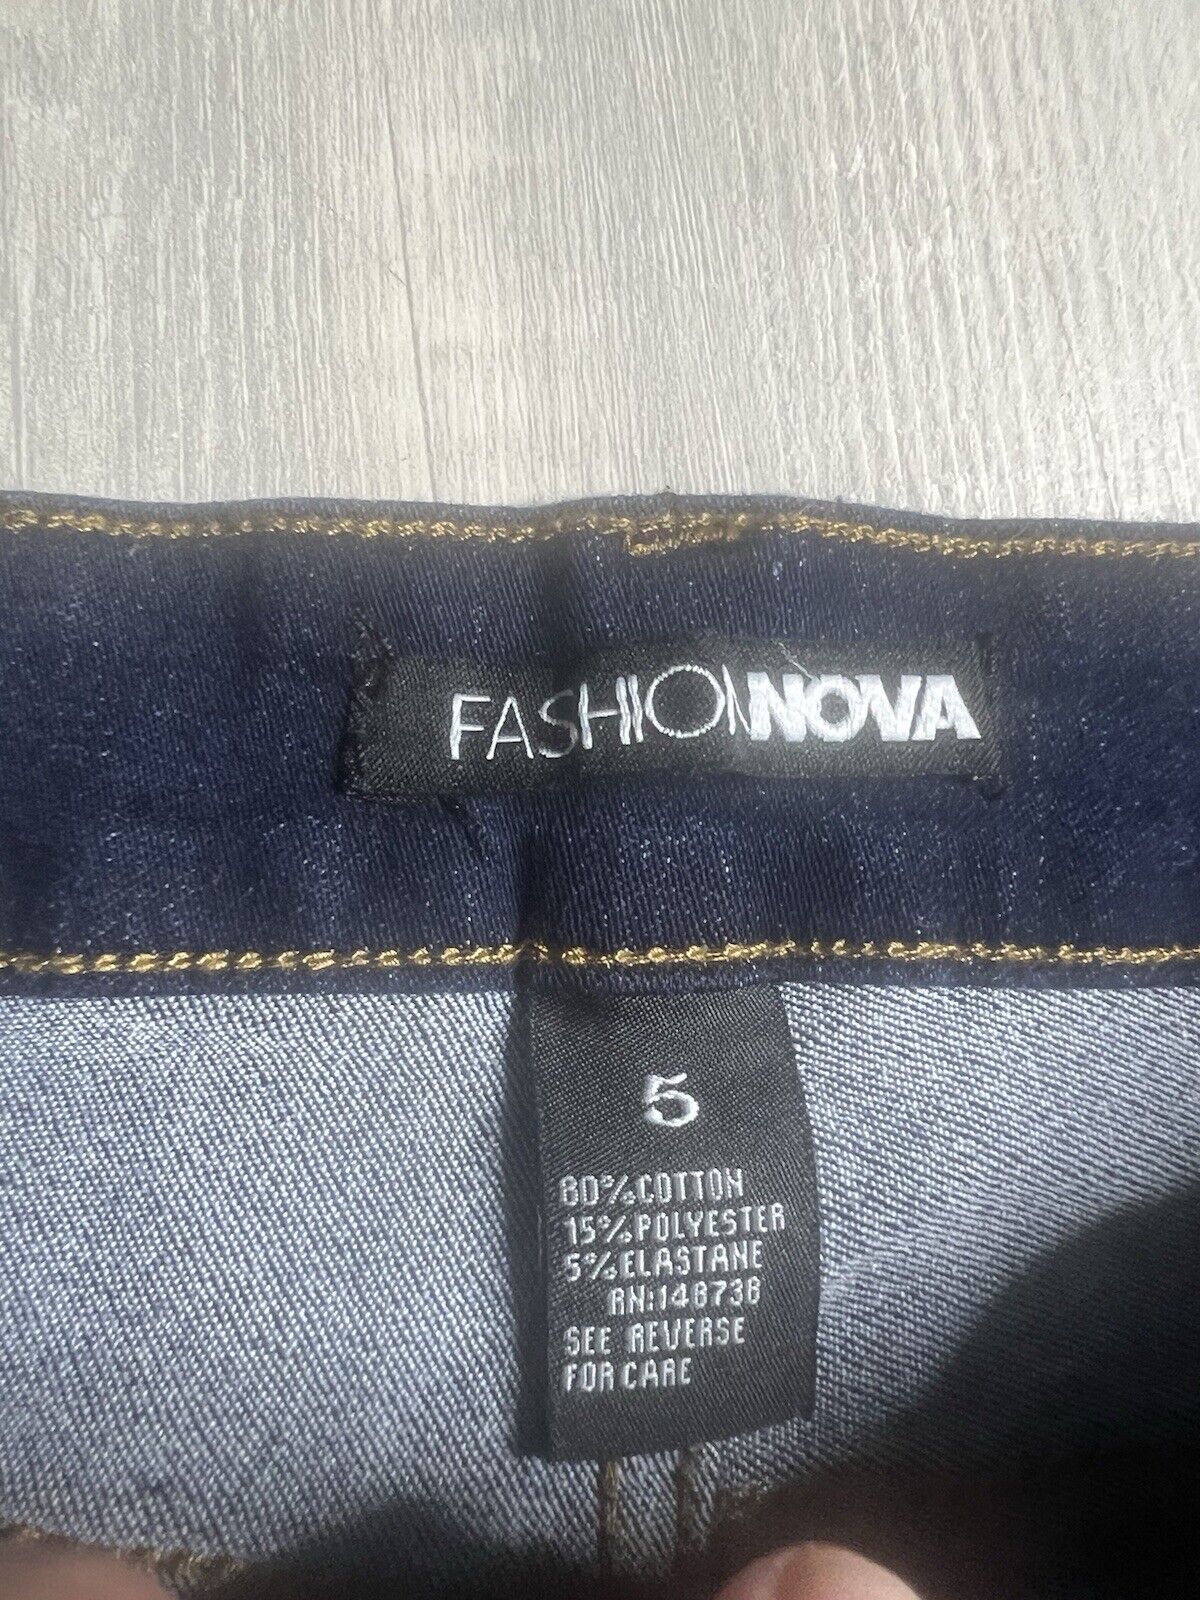 FASHIONNOVA
5
80%COTTON
15%POLYESTER
5%ELASTANE
RN:148738
SEE REVERSE
FOR CARE